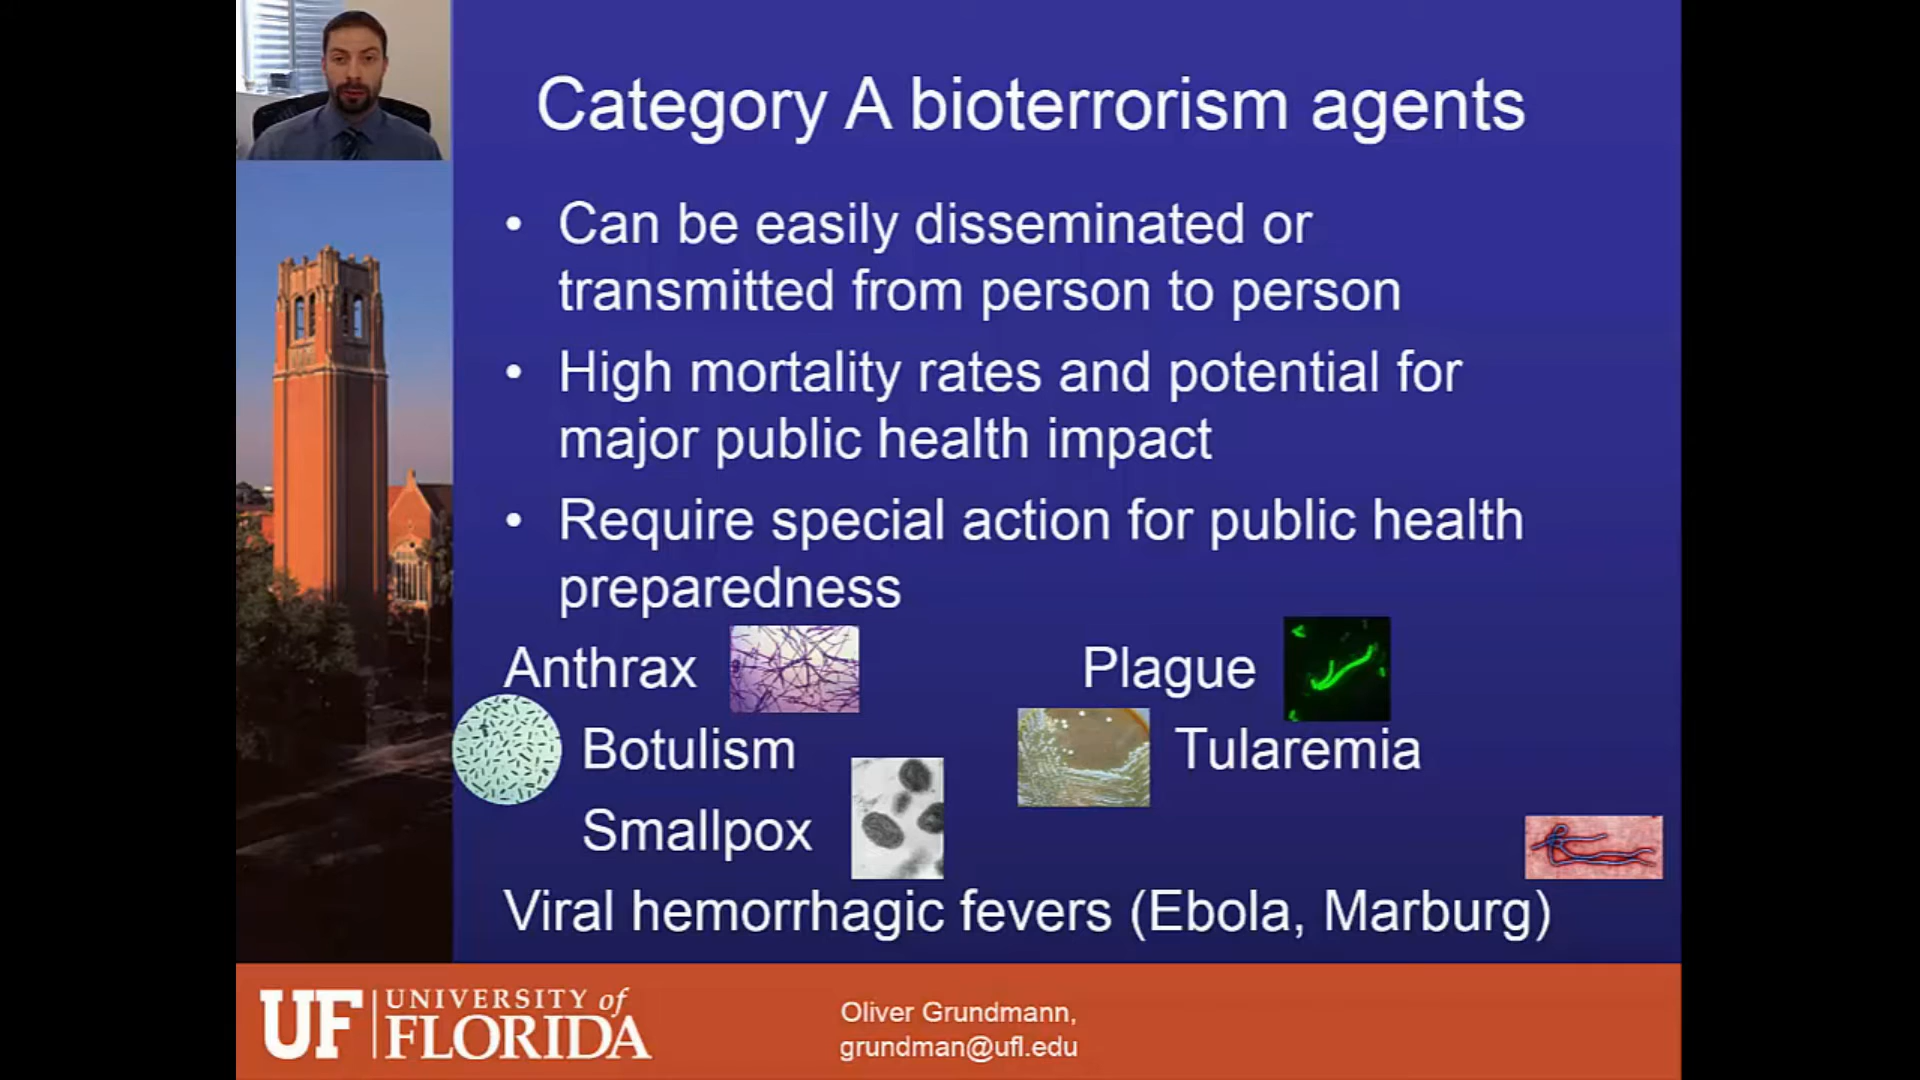 Category A bioterrorism agents
• Can be easily disseminated or
transmitted from person to person
• High mortality rates and potential for
major public health impact
• Require special action for public health
preparedness
Anthrax
Plague
Botulism
Tularemia
Smallpox
Viral hemorrhagic fevers (Ebola, Marburg)
UF UNIVERSITY of
FLORIDA
Oliver Grundmann,
grundman@ufl.edu